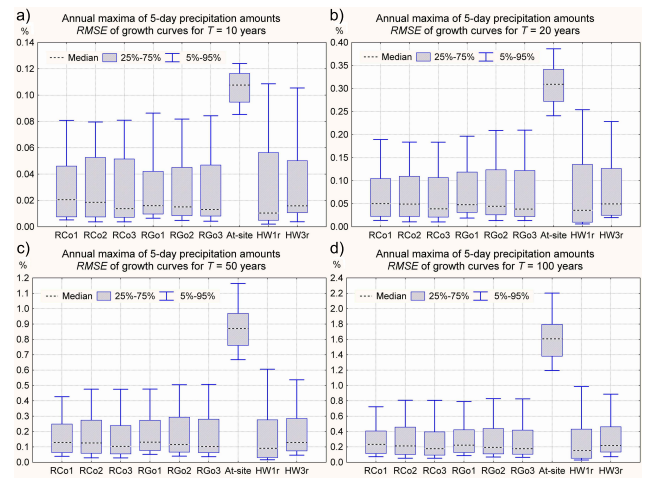 a)
Annual maxima of 5-day precipitation amounts
RMSE of growth curves for T = 10 years
%
Median 25%-75% 5%-95%
0.14
0.12
0.10
0.08
0.06
0.04
0.02
0.00
RCo1 RCo2 RCo3 RGo1 RGo2 RGo3 At-site HW1r HW3r
b)
Annual maxima of 5-day precipitation amounts
RMSE of growth curves for T = 20 years
%
Median 25%-75% 5%-95%
0.40
0.35
0.30
0.25
0.20
0.15
0.10
0.05
0.00
RCo1 RCo2 RCo3 RGo1 RGo2 RGo3 At-site HW1r HW3r
c)
Annual maxima of 5-day precipitation amounts
RMSE of growth curves for T = 50 years
%
Median 25%-75% 5%-95%
1.2
1.1
1.0
0.9
0.8
0.7
0.6
0.5
0.4
0.3
0.2
0.1
0.0
RCo1 RCo2 RCo3 RGo1 RGo2 RGo3 At-site HW1r HW3r
d)
Annual maxima of 5-day precipitation amounts
RMSE of growth curves for T = 100 years
%
Median 25%-75% 5%-95%
2.4
2.2
2.0
1.8
1.6
1.4
1.2
1.0
0.8
0.6
0.4
0.2
0.0
RCo1 RCo2 RCo3 RGo1 RGo2 RGo3 At-site HW1r HW3r